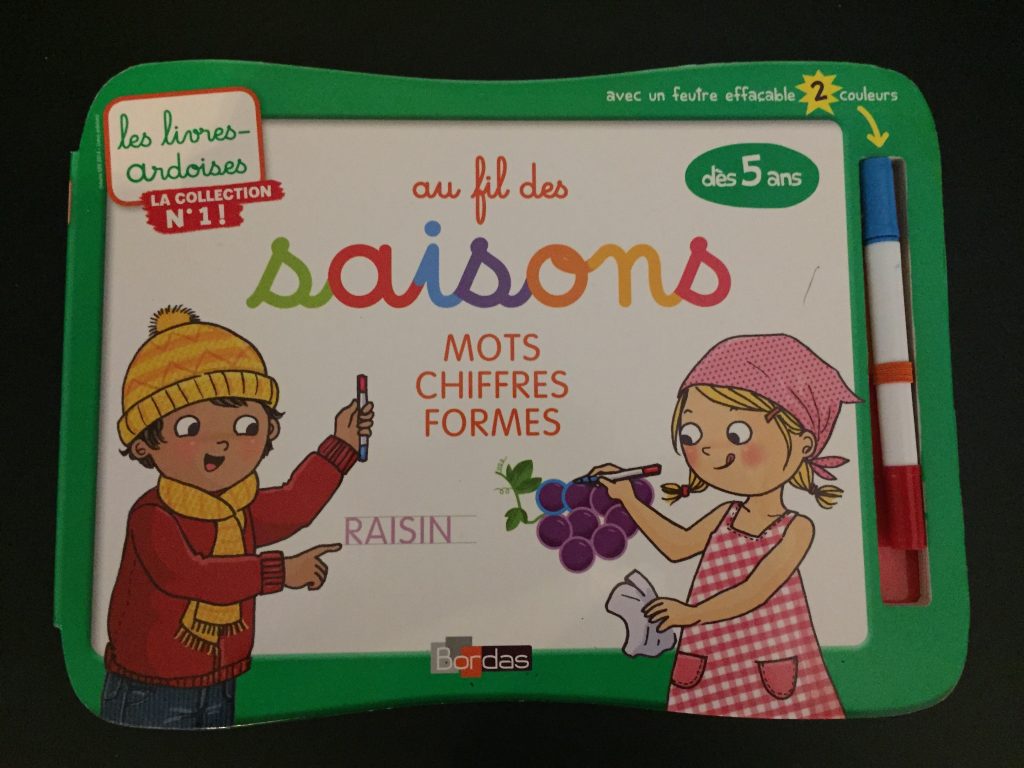 les livres-
ardoises
LA COLLECTION
N°1!
avec un feutre effaçable 2 couleurs
dès 5 ans
au fil des
saisons
MOTS
CHIFFRES
FORMES
RAISIN
Bordas